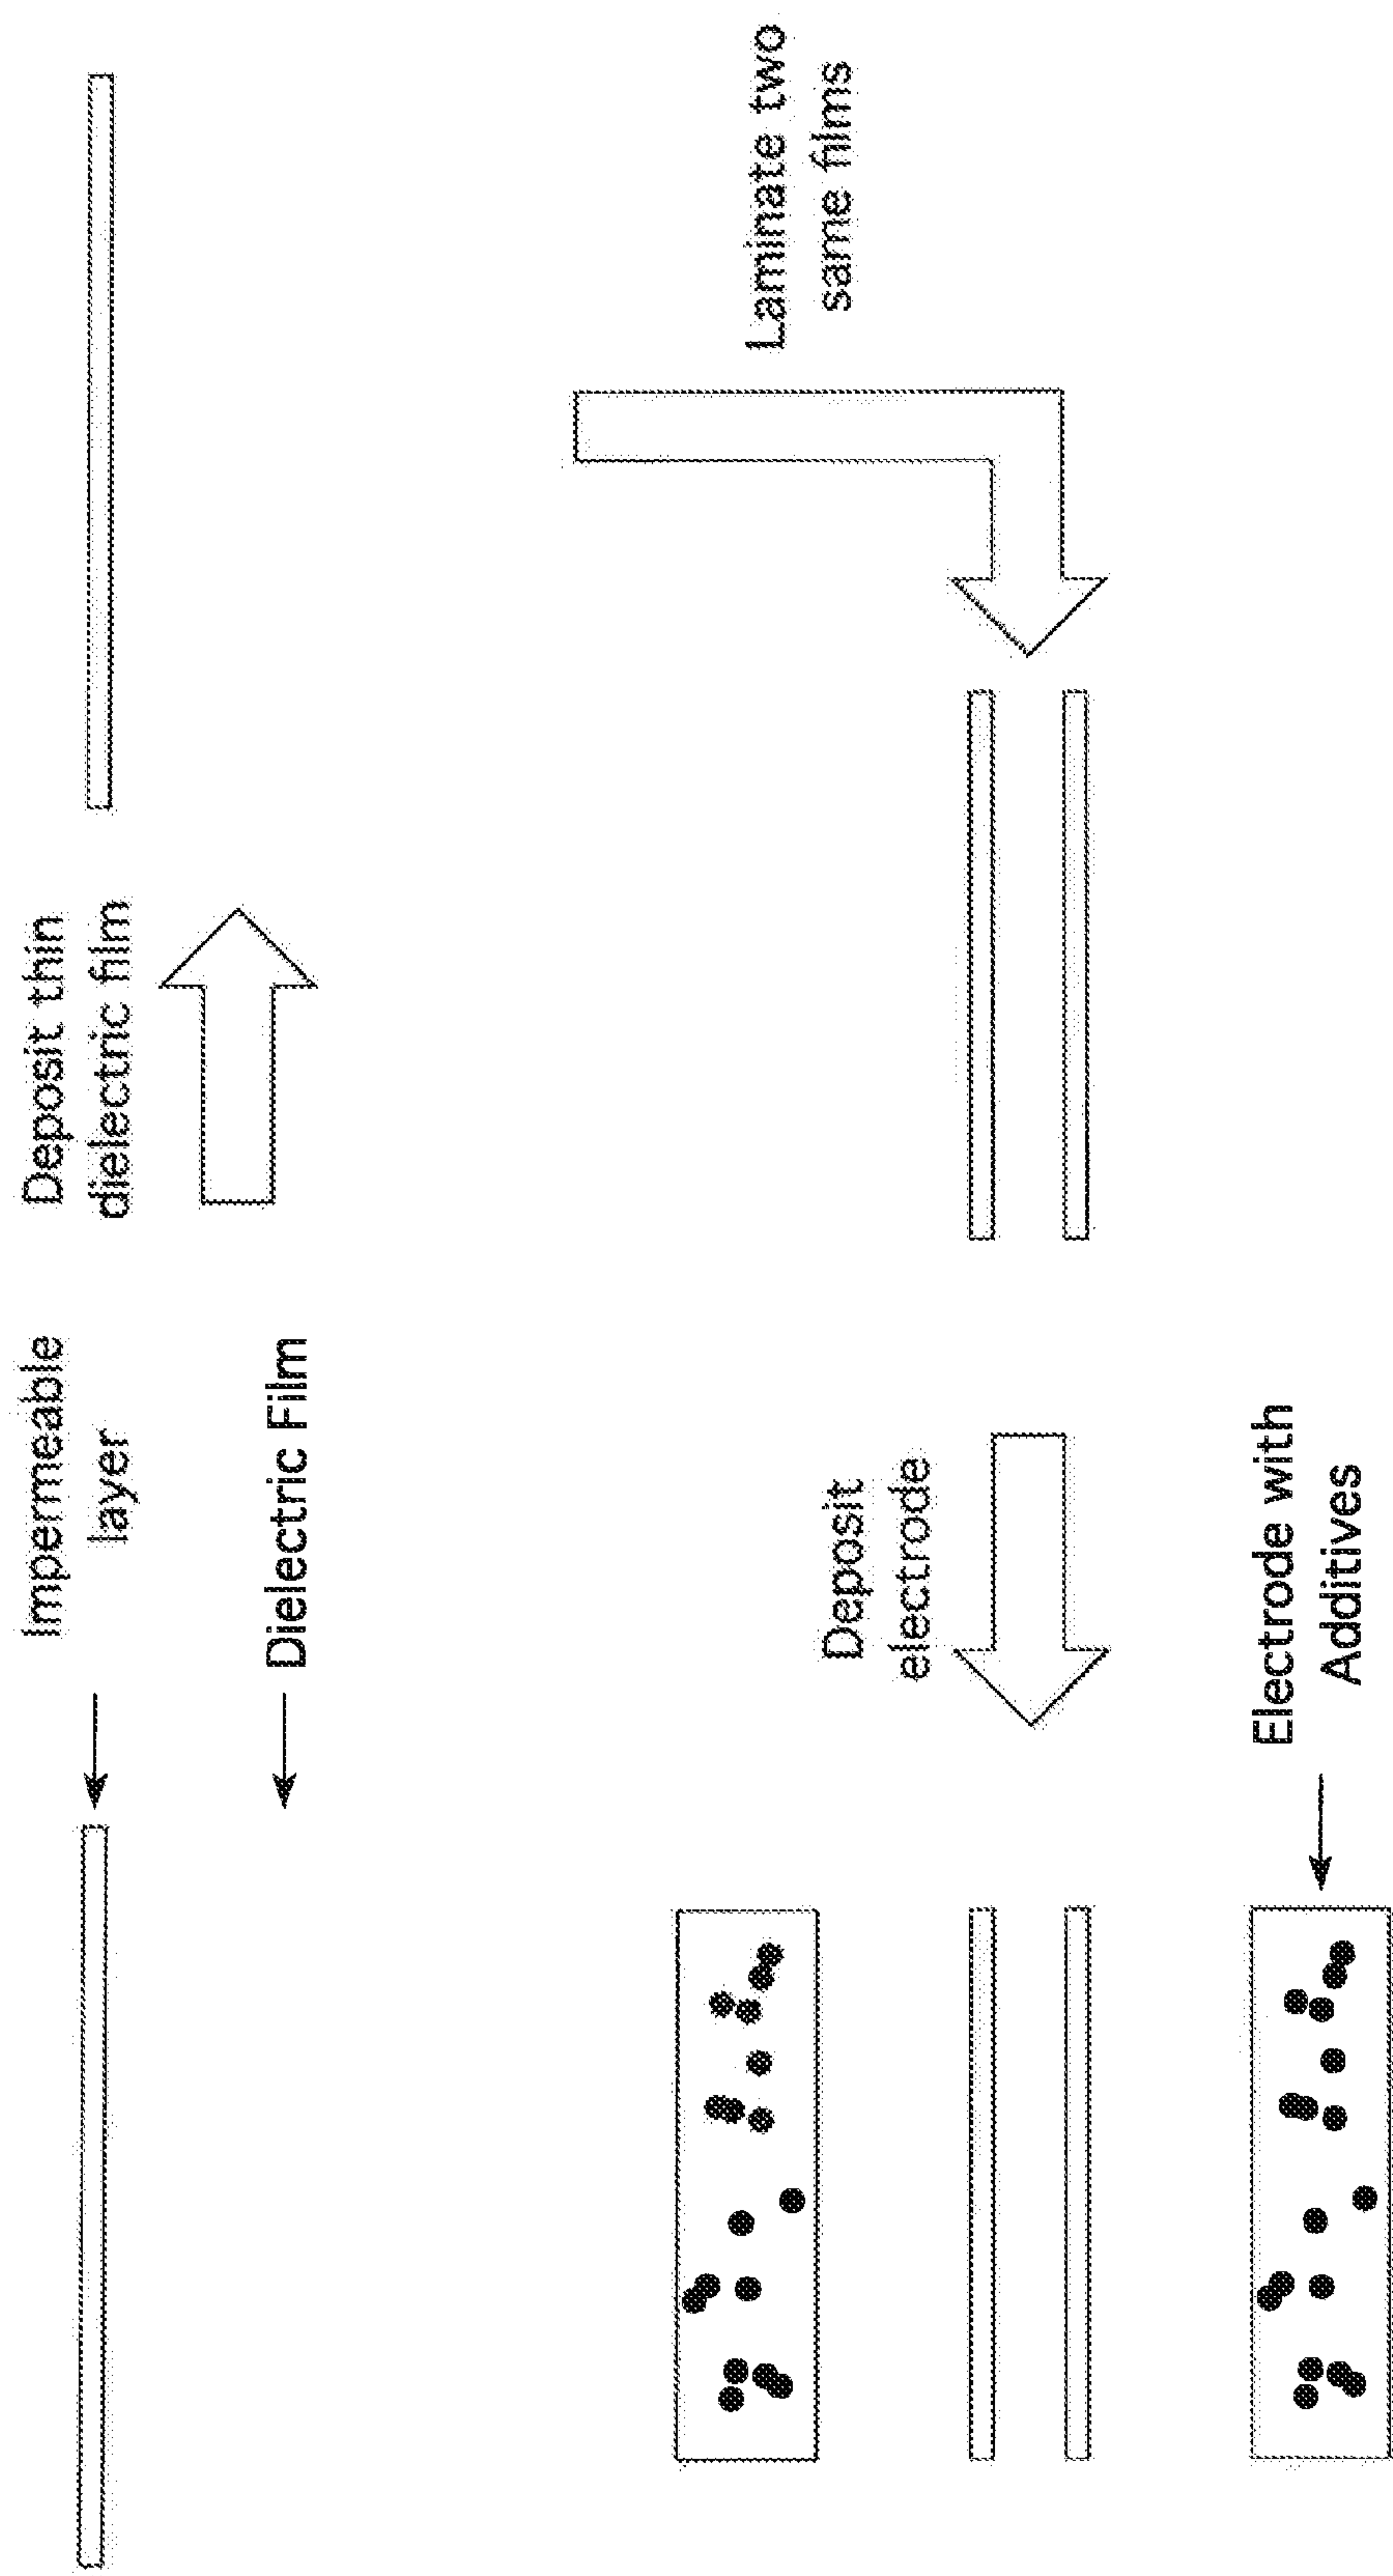 Impermeable
layer
Dielectric Film
Deposit thin
dielectric film
Laminate two
same films
Deposit
electrode
Electrode with
Additives